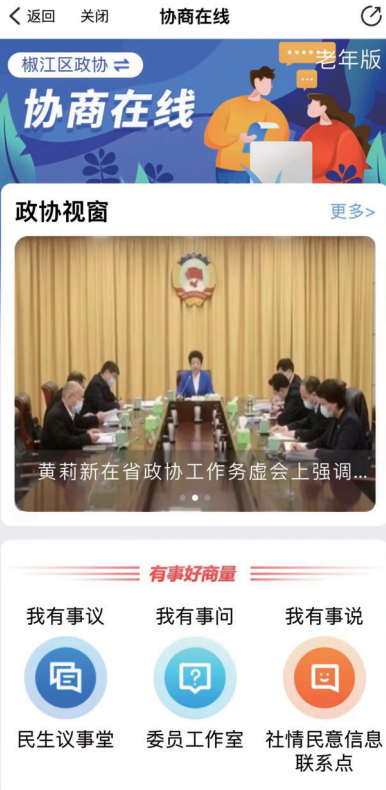 返回 关闭 协商在线
老年版
椒江区政协
协商在线
政协视窗 更多>
黄莉新在省政协工作务虚会上强调...
有事好商量
我有事议 我有事问 我有事说
民生议事堂 委员工作室 社情民意信息
联系点